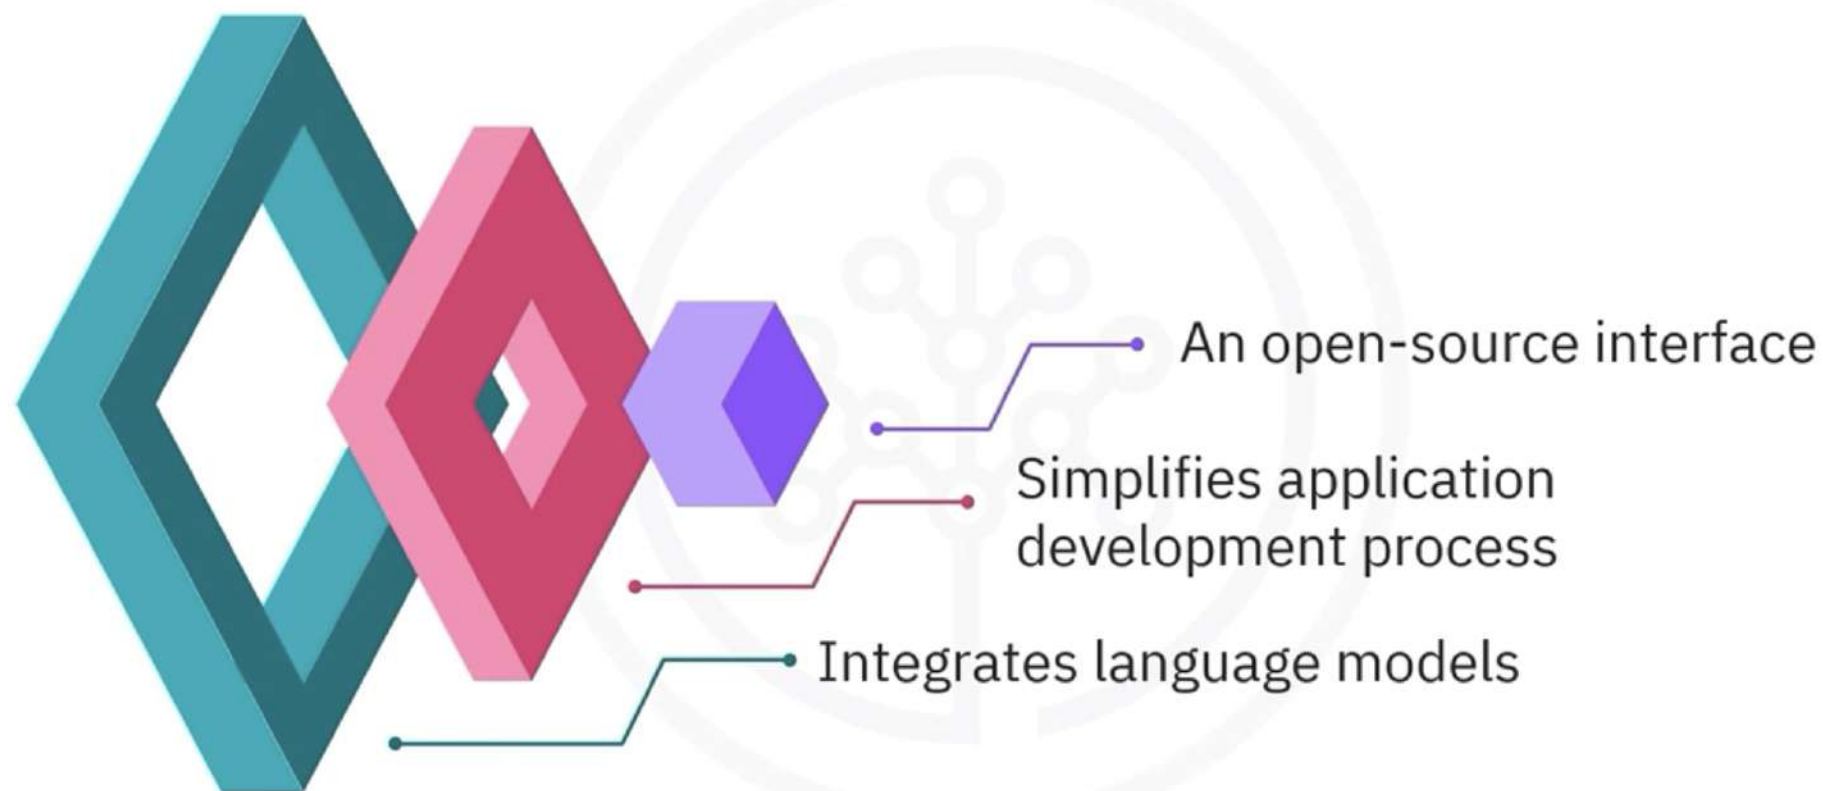 An open-source interface
Simplifies application
development process
Integrates language models